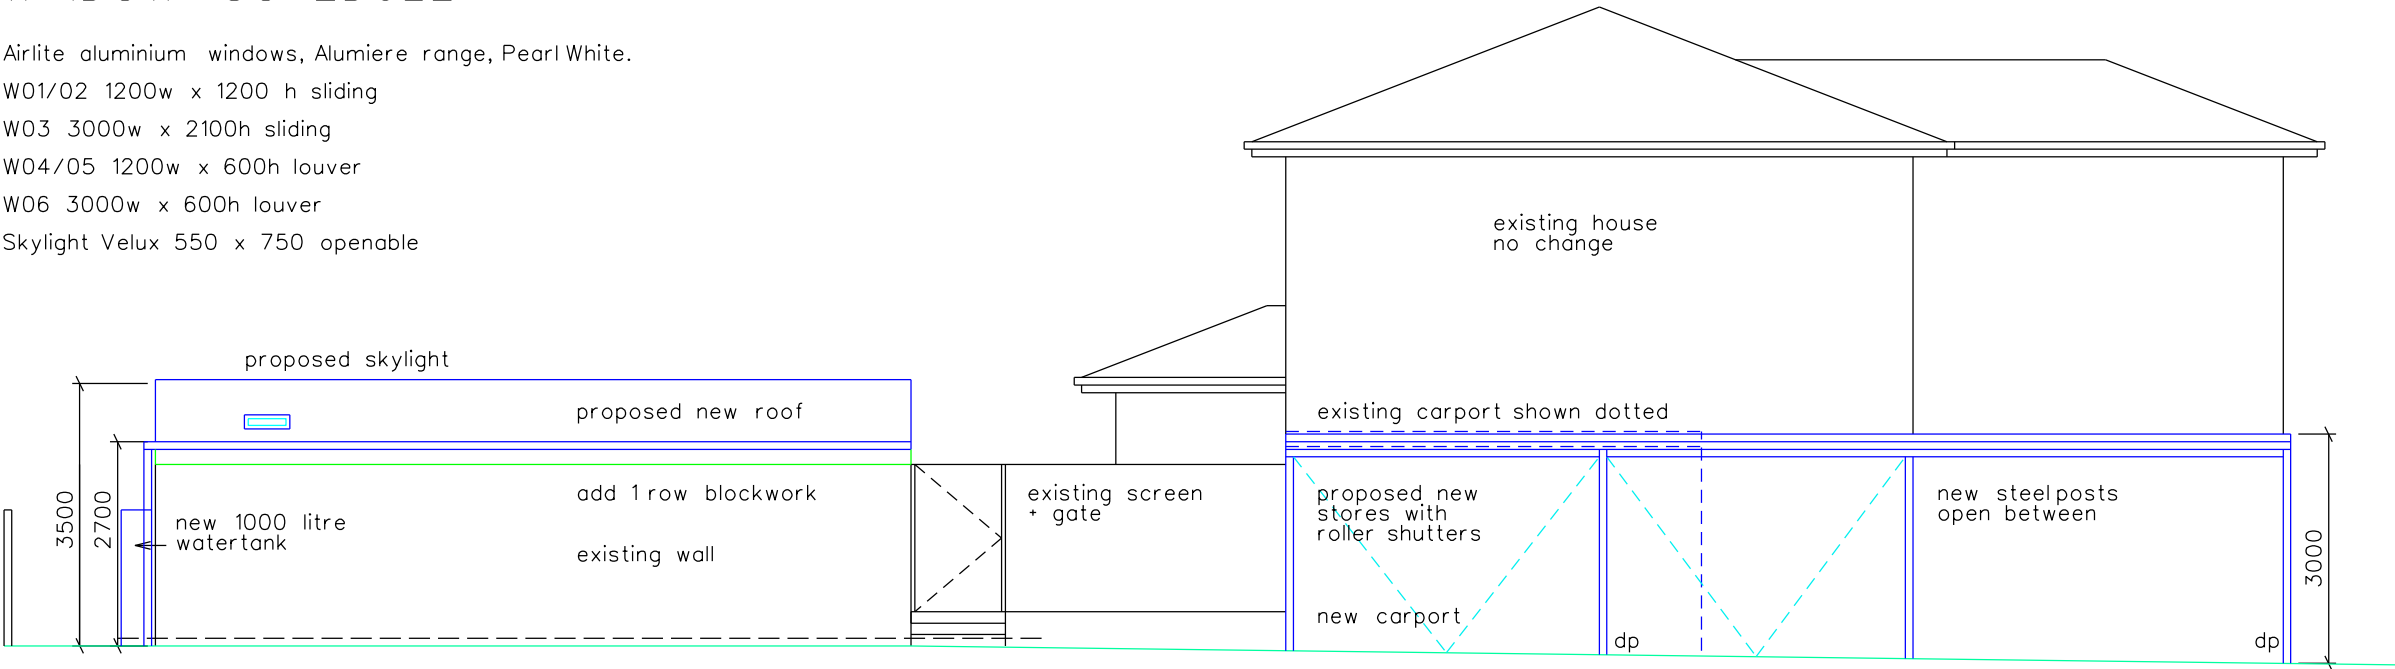 Airlite aluminium windows, Alumiere range, Pearl White.
W01/02 1200w x 1200 h sliding
W03 3000w x 2100h sliding
W04/05 1200w x 600h louver
W06 3000w x 600h louver
Skylight Velux 550 x 750 openable
existing house
no change
proposed skylight
proposed new roof
existing carport shown dotted
3500
2700
new 1000 litre
watertank
add 1 row blockwork
existing wall
existing screen
+ gate
proposed new
stores with
roller shutters
new carport
new steel posts
open between
3000
dp
dp